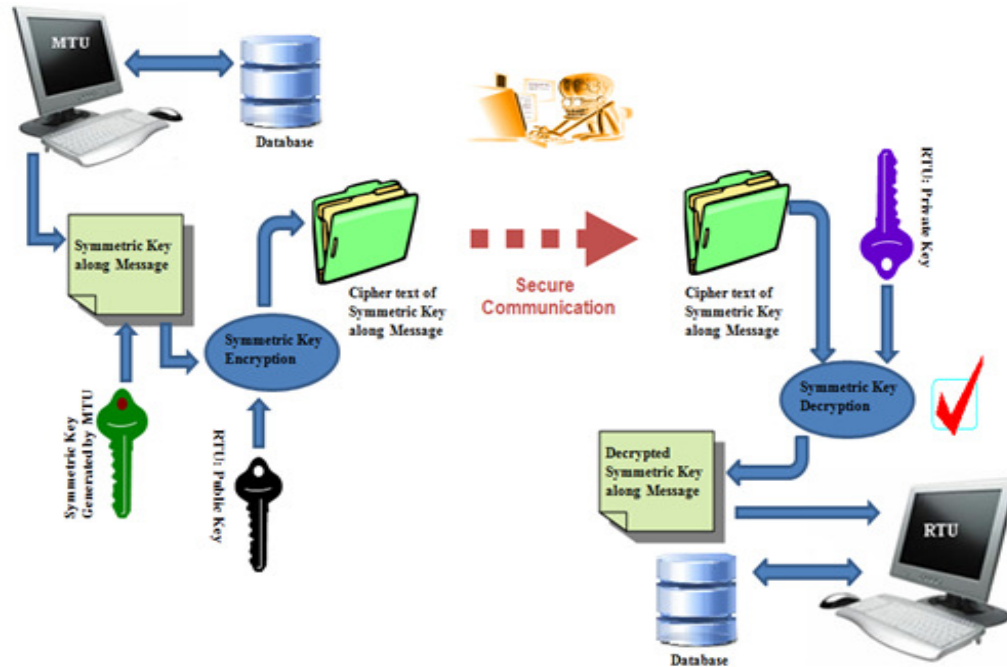 MTU
Database
Symmetric Key
along Message
Symmetric Key
Generated by MTU
Symmetric Key
Encryption
RTU: Public Key
Cipher text of
Symmetric Key
along Message
Secure
Communication
Cipher text of
Symmetric Key
along Message
RTU: Private Key
Symmetric Key
Decryption
Decrypted
Symmetric Key
along Message
RTU
Database